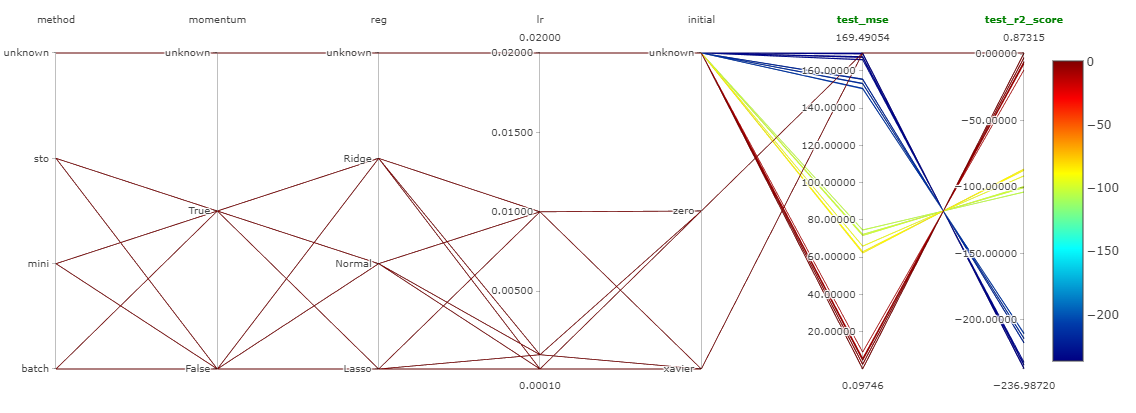 method momentum reg lr initial test_mse test_r2_score
0.02000 169.49054 0.87315
unknown unknown unknown 0.02000 unknown 0.00000 0
160.00000
0.01500 140.00000 −50.00000 −50
120.00000
sto Ridge
100.00000 −100.00000 −100
True 0.01000 zero
80.00000
−150.00000 −150
mini Normal 60.00000
0.00500 40.00000
−200.00000 −200
20.00000
batch False Lasso xavier
0.00010 0.09746 −236.98720